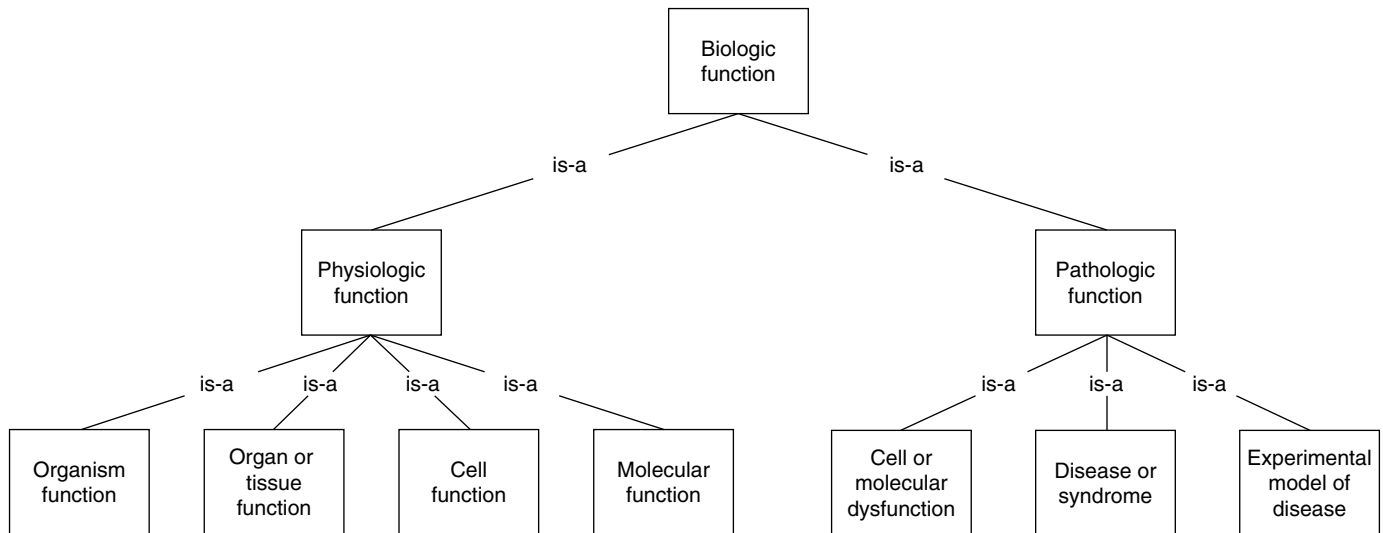 Biologic
function
is-a
is-a
Physiologic
function
Pathologic
function
is-a
is-a
is-a
is-a
is-a
is-a
is-a
Organism
function
Organ or
tissue
function
Cell
function
Molecular
function
Cell or
molecular
dysfunction
Disease or
syndrome
Experimental
model of
disease